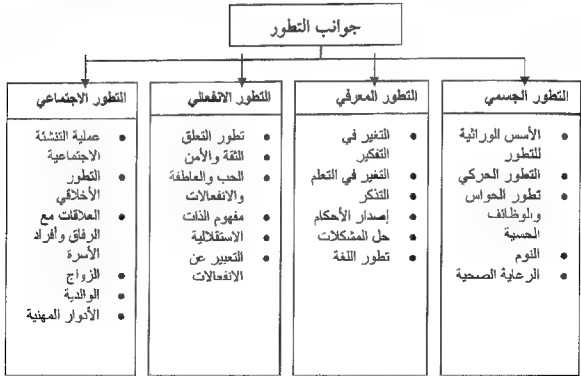 جوانب التطور
التطور الجسمي
الأسس الوراثية
للتطور
التطور الحركي
تطور الحواس
والوظائف
الحسية
النوم
الرعاية الصحية
التطور المعرفي
التغير في
التفكير
التغير في التعلم
التذكر
إصدار الأحكام
حل المشكلات
تطور اللغة
التطور الانفعالي
تطور التعلق
الثقة والأمن
الحب والعاطفة
والانفعالات
مفهوم الذات
الاستقلالية
التعبير عن
الانفعالات
التطور الاجتماعي
عملية التنشئة
الاجتماعية
التطور
الأخلاقي
العلاقات مع
الرفاق وأفراد
الأسرة
الزواج
الوالدية
الأدوار المهنية